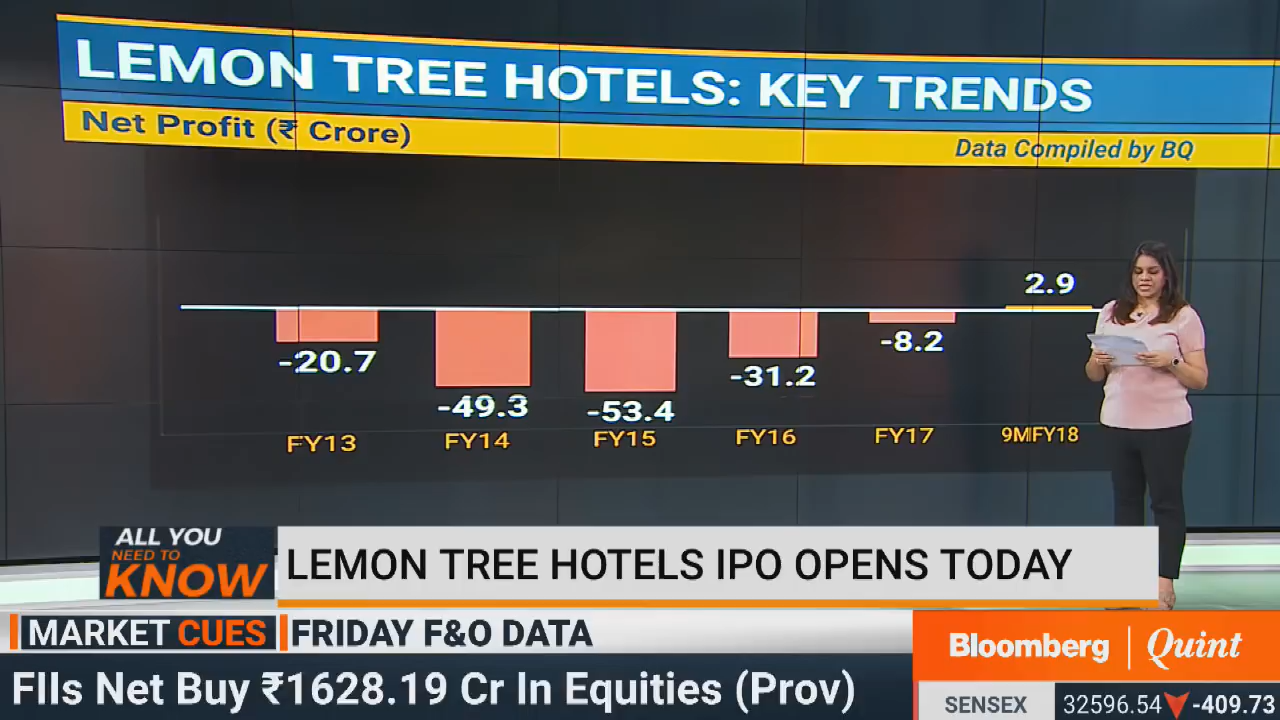 LEMON TREE HOTELS: KEY TRENDS
Net Profit (₹ Crore)
Data Compiled by BQ
2.9
-20.7
-49.3
-53.4
-31.2
-8.2
FY13
FY14
FY15
FY16
FY17
9MFY18
ALL YOU
NEED TO
KNOW
LEMON TREE HOTELS IPO OPENS TODAY
MARKET CUES
FRIDAY F&O DATA
FIIs Net Buy ₹1628.19 Cr In Equities (Prov)
Bloomberg | Quint
SENSEX 32596.54 -409.73